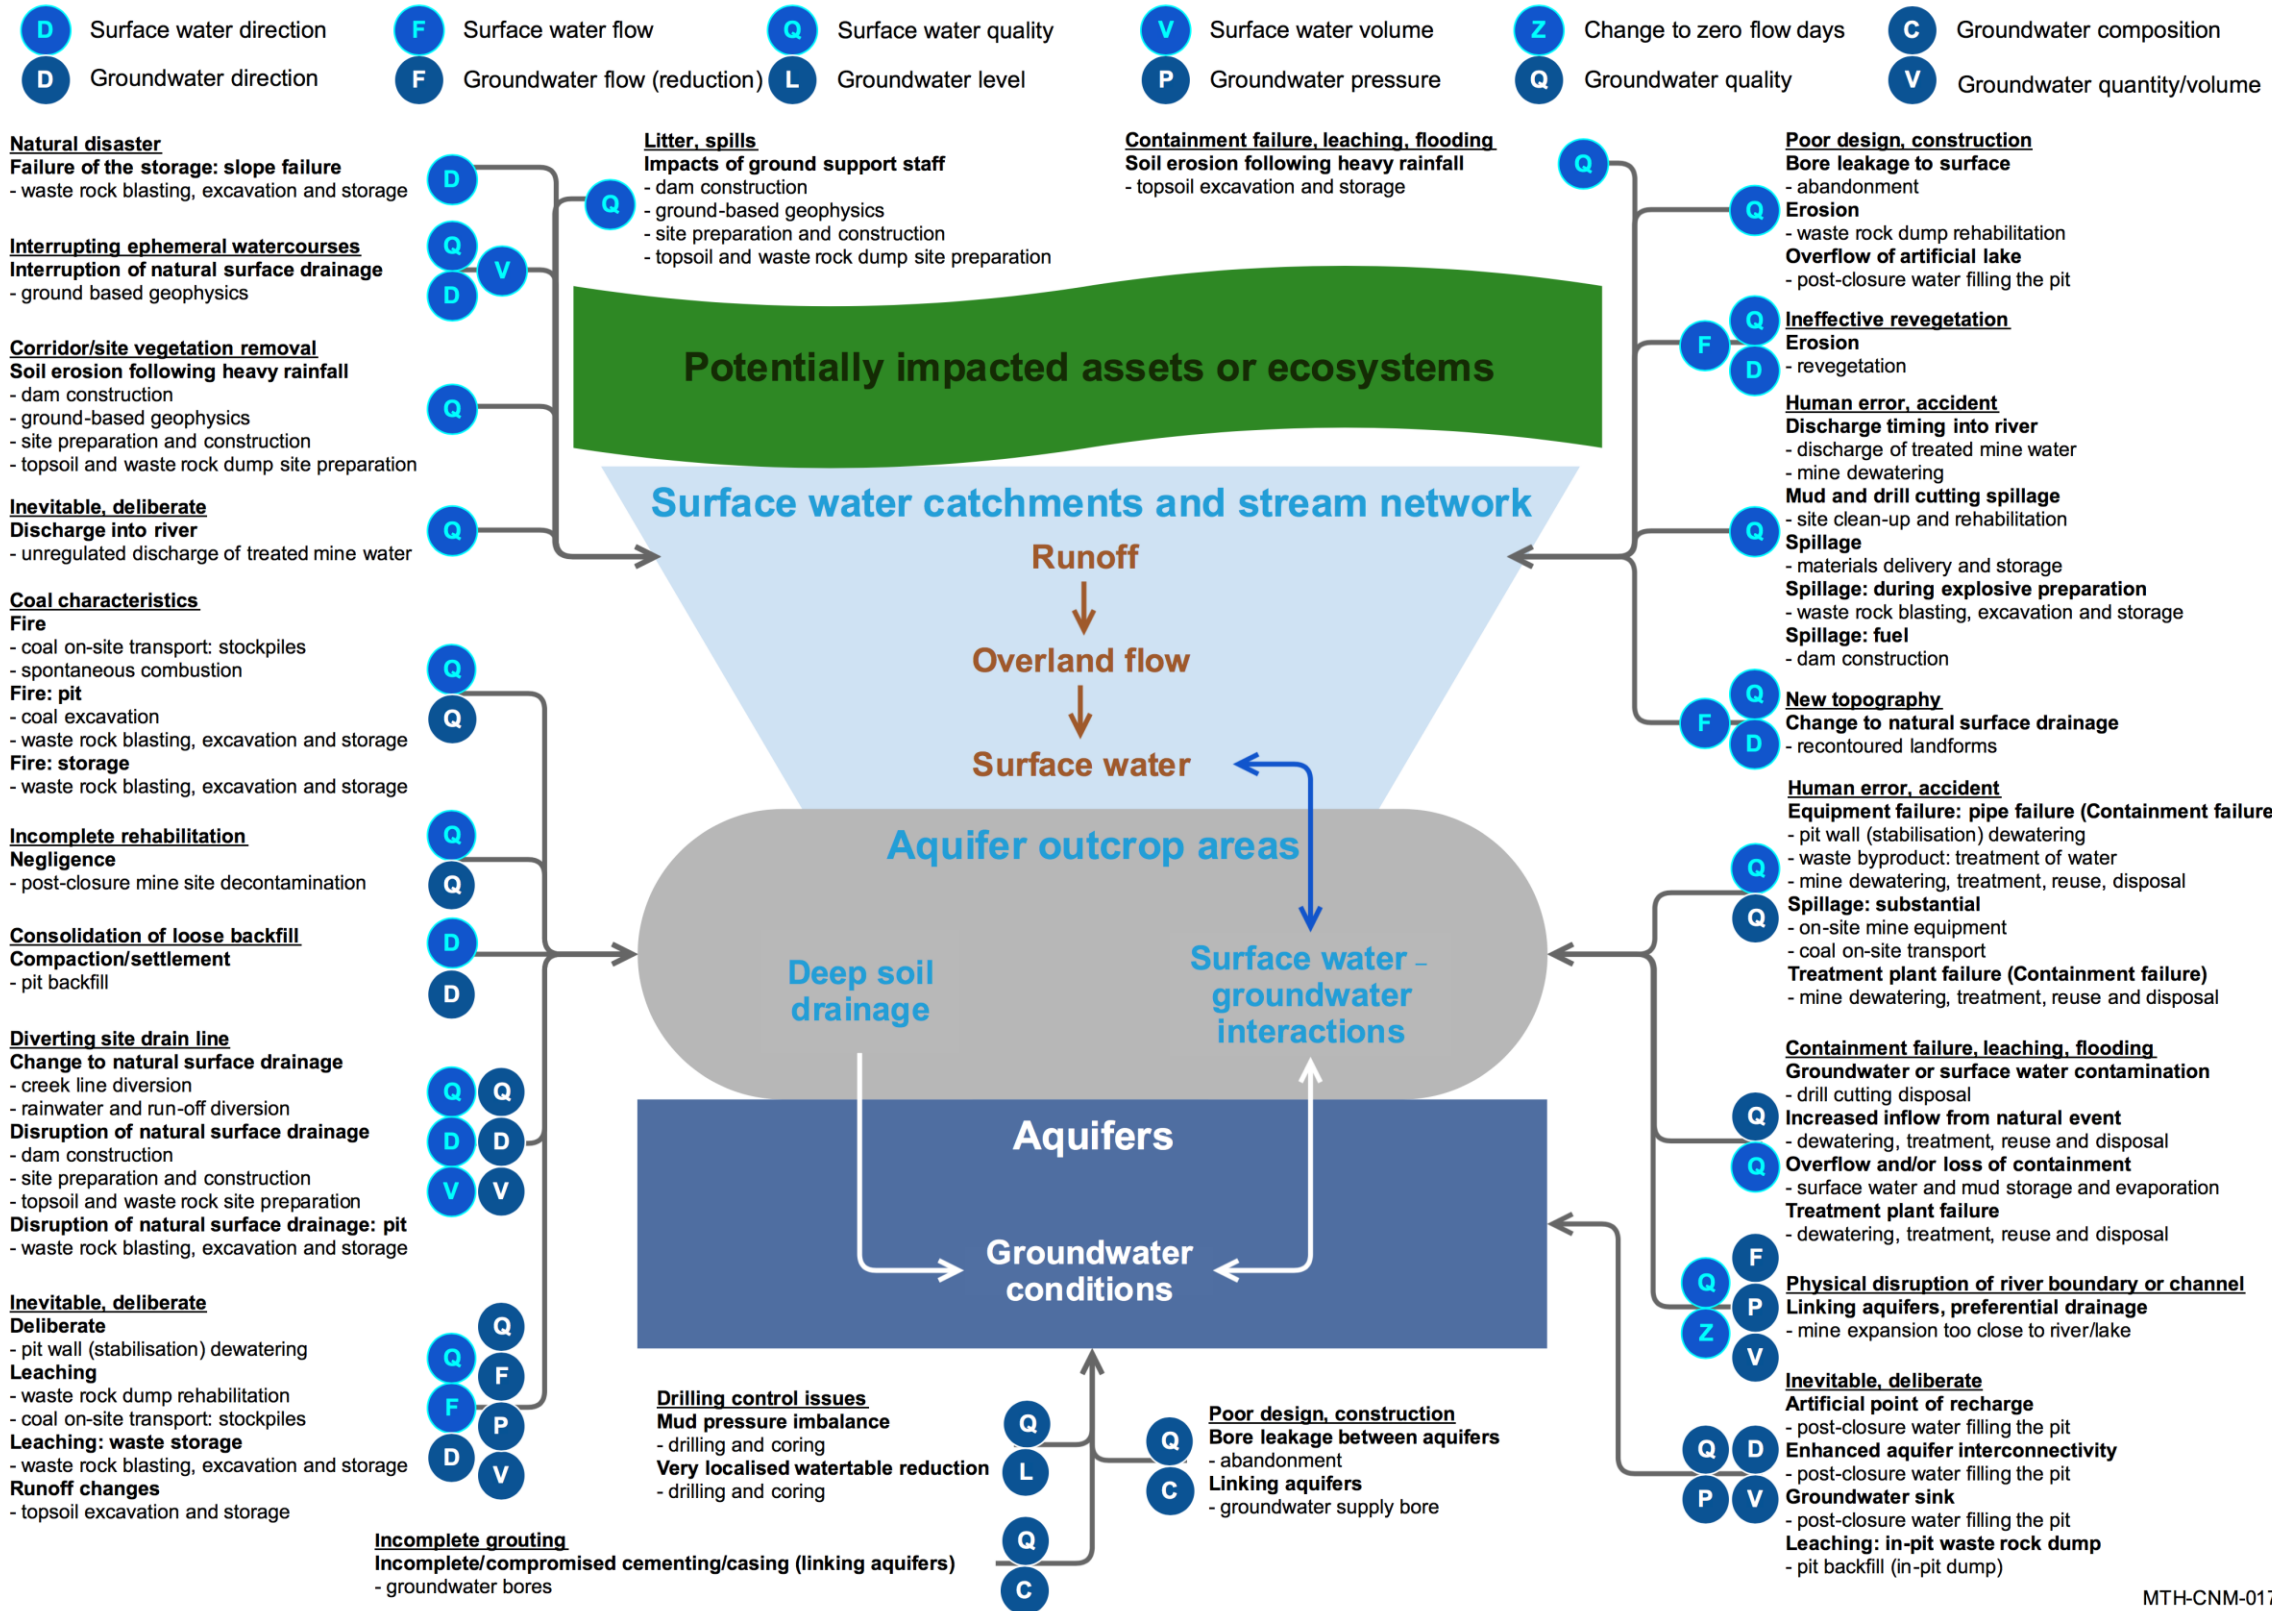 D Surface water direction
F Surface water flow
Q Surface water quality
V Surface water volume
Z Change to zero flow days
C Groundwater composition
D Groundwater direction
F Groundwater flow (reduction)
L Groundwater level
P Groundwater pressure
Q Groundwater quality
V Groundwater quantity/volume
Natural disaster
Failure of the storage: slope failure
- waste rock blasting, excavation and storage
D
Interrupting ephemeral watercourses
Interruption of natural surface drainage
- ground based geophysics
Q
V
D
Corridor/site vegetation removal
Soil erosion following heavy rainfall
- dam construction
- ground-based geophysics
- site preparation and construction
- topsoil and waste rock dump site preparation
Q
Inevitable, deliberate
Discharge into river
- unregulated discharge of treated mine water
Q
Litter, spills
Impacts of ground support staff
- dam construction
- ground-based geophysics
- site preparation and construction
- topsoil and waste rock dump site preparation
Q
Containment failure, leaching, flooding
Soil erosion following heavy rainfall
- topsoil excavation and storage
Q
Poor design, construction
Bore leakage to surface
- abandonment
Erosion
- waste rock dump rehabilitation
Overflow of artificial lake
- post-closure water filling the pit
Q
Ineffective revegetation
Erosion
- revegetation
Q
F
D
Human error, accident
Discharge timing into river
- discharge of treated mine water
- mine dewatering
Mud and drill cutting spillage
- site clean-up and rehabilitation
Spillage
- materials delivery and storage
Spillage: during explosive preparation
- waste rock blasting, excavation and storage
Spillage: fuel
- dam construction
Q
New topography
Change to natural surface drainage
- recontoured landforms
Q
F
D
Potentially impacted assets or ecosystems
Surface water catchments and stream network
Runoff
Overland flow
Surface water
Aquifer outcrop areas
Deep soil
drainage
Surface water –
groundwater
interactions
Aquifers
Groundwater
conditions
Coal characteristics
Fire
- coal on-site transport: stockpiles
- spontaneous combustion
Fire: pit
- coal excavation
- waste rock blasting, excavation and storage
Fire: storage
- waste rock blasting, excavation and storage
Q
Q
Incomplete rehabilitation
Negligence
- post-closure mine site decontamination
Q
Q
Consolidation of loose backfill
Compaction/settlement
- pit backfill
D
D
Diverting site drain line
Change to natural surface drainage
- creek line diversion
- rainwater and run-off diversion
Disruption of natural surface drainage
- dam construction
- site preparation and construction
- topsoil and waste rock site preparation
Disruption of natural surface drainage: pit
- waste rock blasting, excavation and storage
Q Q
D D
V V
Inevitable, deliberate
Deliberate
- pit wall (stabilisation) dewatering
Leaching
- waste rock dump rehabilitation
- coal on-site transport: stockpiles
Leaching: waste storage
- waste rock blasting, excavation and storage
Runoff changes
- topsoil excavation and storage
Q
Q
F
F
P
D
V
Human error, accident
Equipment failure: pipe failure (Containment failure
- pit wall (stabilisation) dewatering
- waste byproduct: treatment of water
- mine dewatering, treatment, reuse, disposal
Spillage: substantial
- on-site mine equipment
- coal on-site transport
Treatment plant failure (Containment failure)
- mine dewatering, treatment, reuse and disposal
Q
Q
Containment failure, leaching, flooding
Groundwater or surface water contamination
- drill cutting disposal
Increased inflow from natural event
- dewatering, treatment, reuse and disposal
Overflow and/or loss of containment
- surface water and mud storage and evaporation
Treatment plant failure
- dewatering, treatment, reuse and disposal
Q
Q
Physical disruption of river boundary or channel
Linking aquifers, preferential drainage
- mine expansion too close to river/lake
F
Q
P
Z
V
Inevitable, deliberate
Artificial point of recharge
- post-closure water filling the pit
Enhanced aquifer interconnectivity
- post-closure water filling the pit
Groundwater sink
- post-closure water filling the pit
Leaching: in-pit waste rock dump
- pit backfill (in-pit dump)
Q D
P V
Drilling control issues
Mud pressure imbalance
- drilling and coring
Very localised watertable reduction
- drilling and coring
Q
L
Poor design, construction
Bore leakage between aquifers
- abandonment
Linking aquifers
- groundwater supply bore
Q
C
Incomplete grouting
Incomplete/compromised cementing/casing (linking aquifers)
- groundwater bores
Q
C
MTH-CNM-017